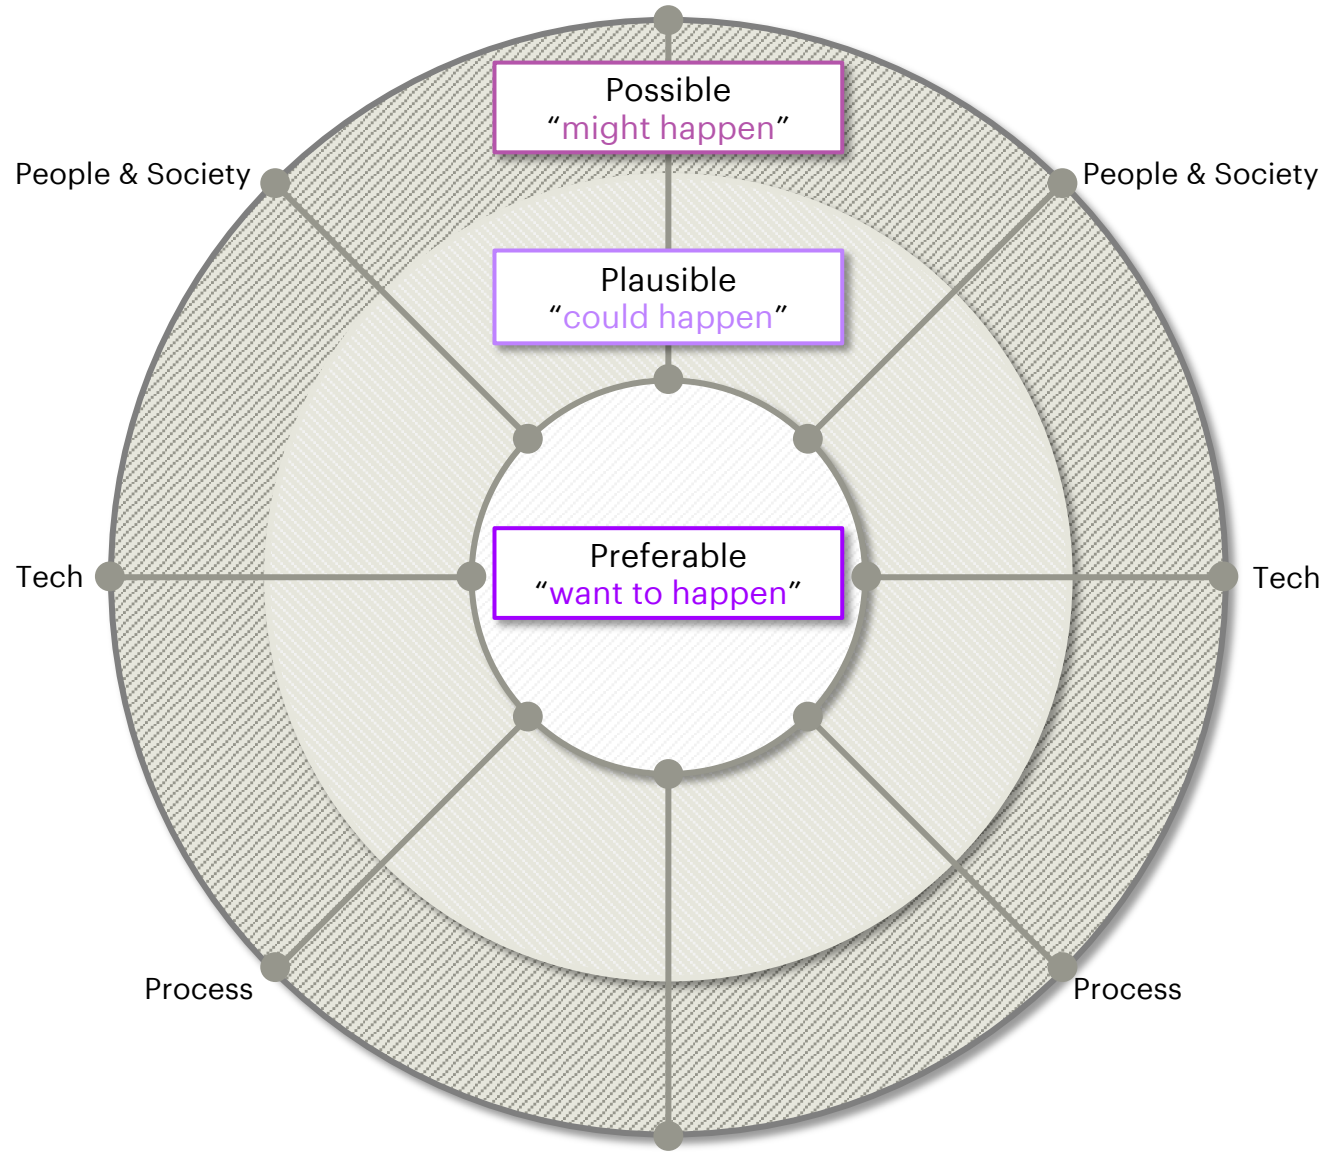 Possible
“might happen”
People & Society
People & Society
Plausible
“could happen”
Preferable
“want to happen”
Tech
Tech
Process
Process